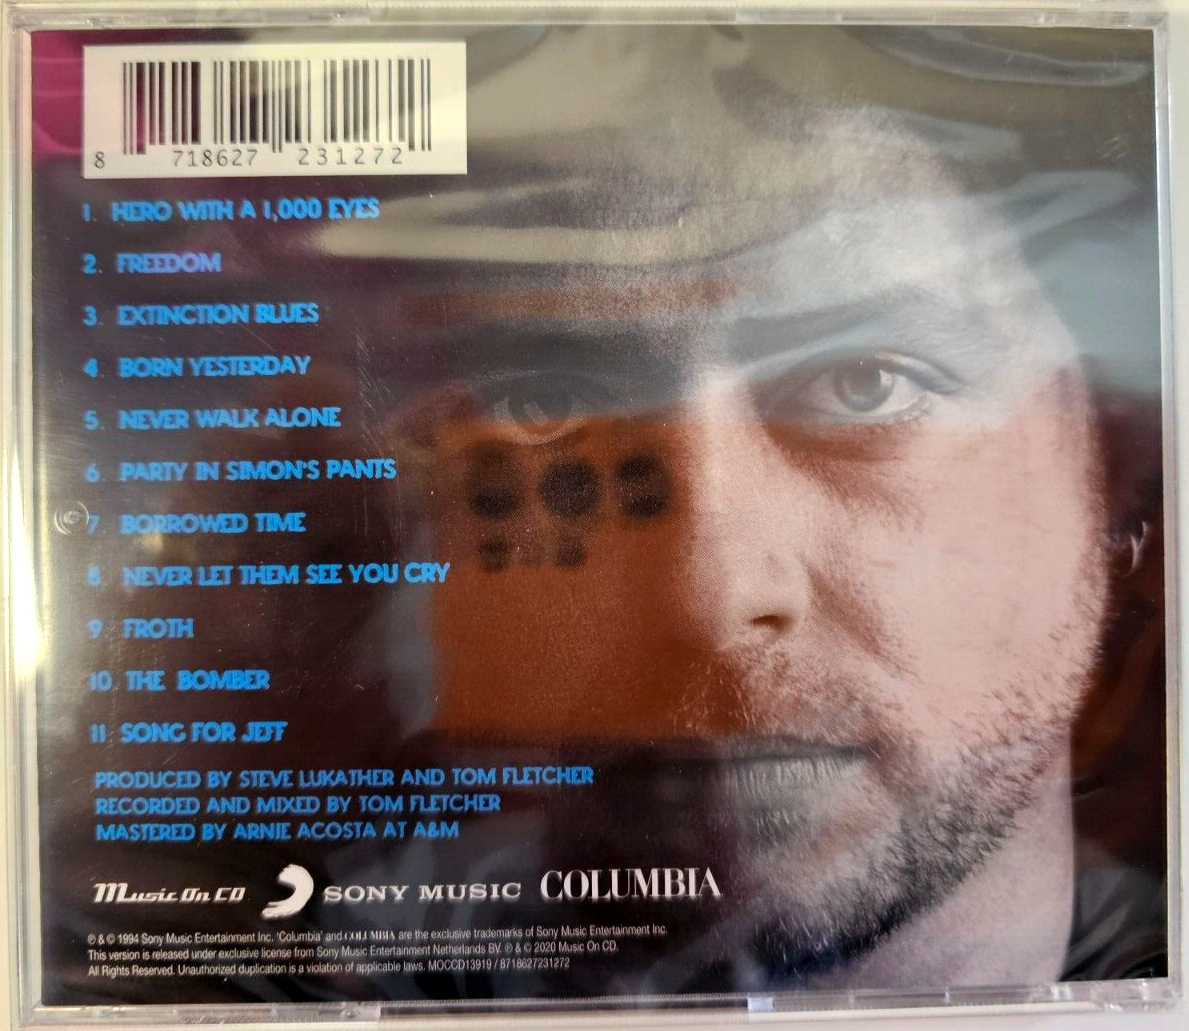 8 718627 231272
1. HERO WITH A 1,000 EYES
2. FREEDOM
3. EXTINCTION BLUES
4. BORN YESTERDAY
5. NEVER WALK ALONE
6. PARTY IN SIMON'S PANTS
7. BORROWED TIME
8. NEVER LET THEM SEE YOU CRY
9. FROTH
10. THE BOMBER
11. SONG FOR JEFF
PRODUCED BY STEVE LUKATHER AND TOM FLETCHER
RECORDED AND MIXED BY TOM FLETCHER
MASTERED BY ARNIE ACOSTA AT A&M
Music On CD SONY MUSIC COLUMBIA
℗ & © 1994 Sony Music Entertainment Inc. 'Columbia' and COLUMBIA are the exclusive trademarks of Sony Music Entertainment Inc.
This version is released under exclusive license from Sony Music Entertainment Netherlands BV. ℗ & © 2020 Music On CD.
All Rights Reserved. Unauthorized duplication is a violation of applicable laws. MOCCD13919 / 8718627231272